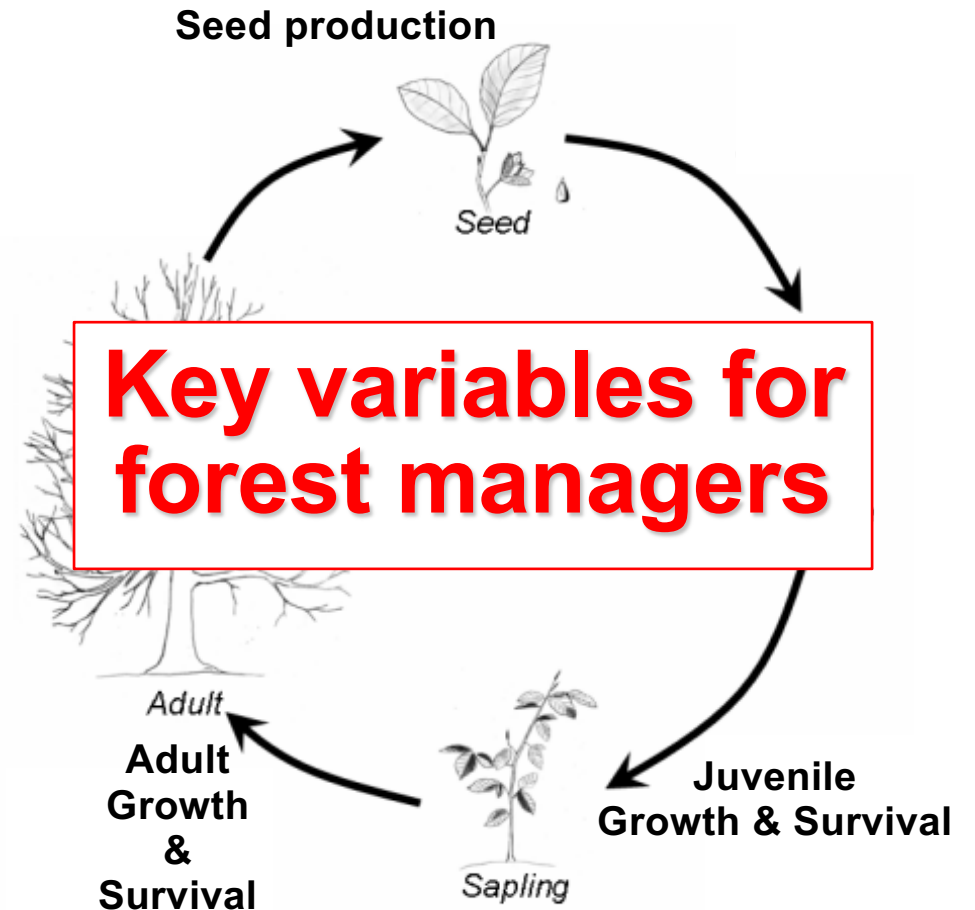 Seed production
Seed
Key variables for
forest managers
Adult
Adult
Growth
&
Survival
Juvenile
Growth & Survival
Sapling